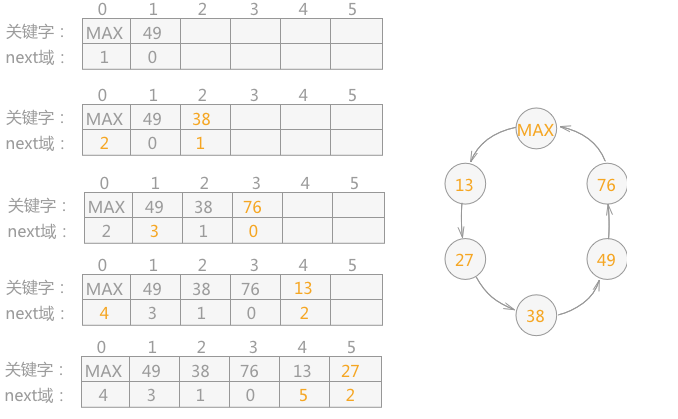 0 1 2 3 4 5
关键字： MAX 49
next域： 1 0
0 1 2 3 4 5
关键字： MAX 49 38
next域： 2 0 1
0 1 2 3 4 5
关键字： MAX 49 38 76
next域： 2 3 1 0
0 1 2 3 4 5
关键字： MAX 49 38 76 13
next域： 4 3 1 0 2
0 1 2 3 4 5
关键字： MAX 49 38 76 13 27
next域： 4 3 1 0 5 2
MAX
13
76
27
49
38